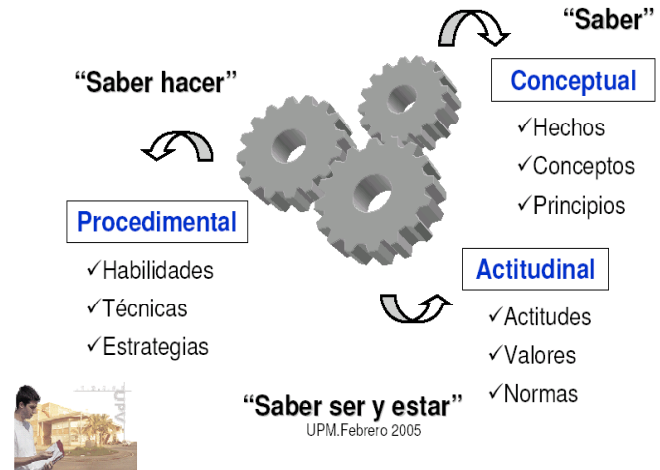 “Saber”
“Saber hacer”
Conceptual
✓Hechos
✓Conceptos
✓Principios
Procedimental
✓Habilidades
✓Técnicas
✓Estrategias
Actitudinal
✓Actitudes
✓Valores
✓Normas
“Saber ser y estar”
UPM.Febrero 2005
UPV